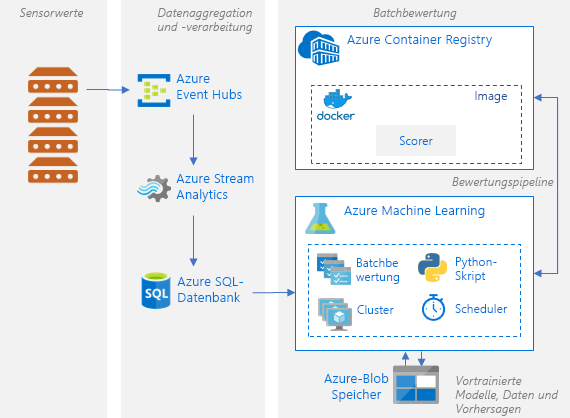 Sensorwerte
Datenaggregation
und -verarbeitung
Batchbewertung
Azure
Event Hubs
Azure Stream
Analytics
SQL
Azure SQL-
Datenbank
Azure Container Registry
Image
docker
Scorer
Bewertungspipeline
Azure Machine Learning
Batchbe
wertung
Python-
Skript
Cluster
Scheduler
Azure-Blob
Speicher
Vortrainierte
Modelle, Daten und
Vorhersagen